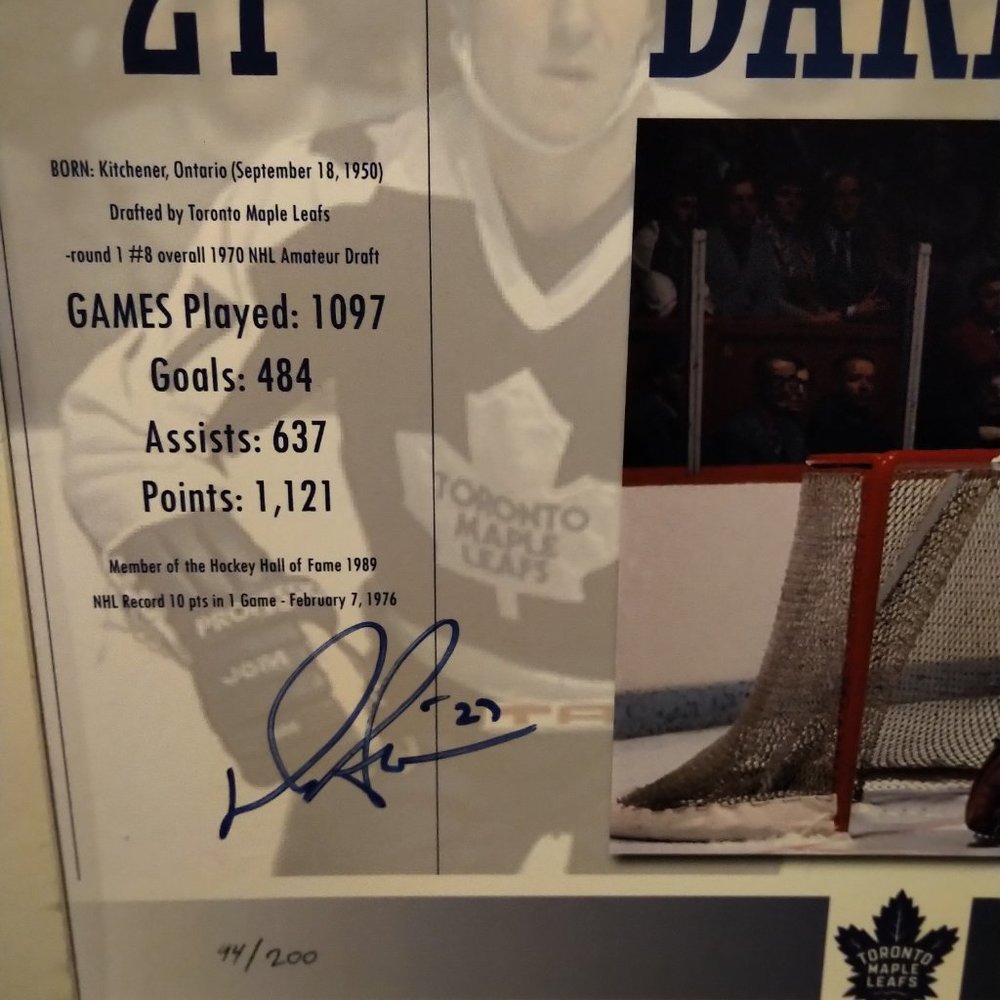 BORN: Kitchener, Ontario (September 18, 1950)
Drafted by Toronto Maple Leafs
-round 1 #8 overall 1970 NHL Amateur Draft
GAMES Played: 1097
Goals: 484
Assists: 637
Points: 1,121
Member of the Hockey Hall of Fame 1989
NHL Record 10 pts in 1 Game - February 7, 1976
TORONTO
MAPLE
LEAFS
JOFA
-27
94/200
TORONTO
MAPLE
LEAFS